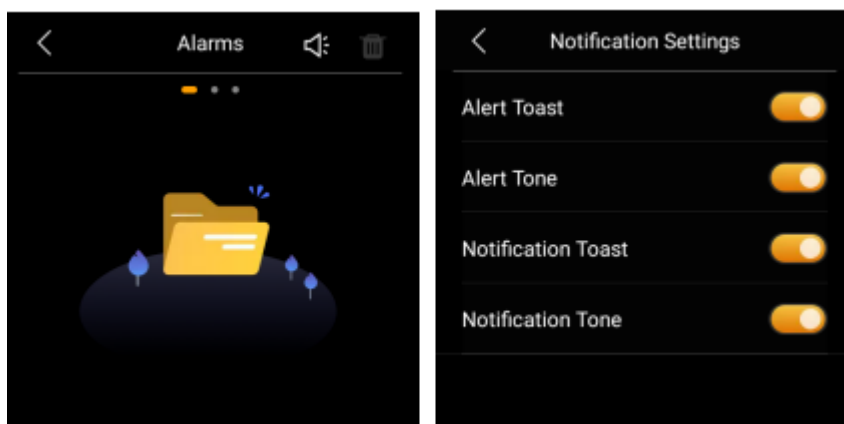 Alarms
Notification Settings
Alert Toast
Alert Tone
Notification Toast
Notification Tone